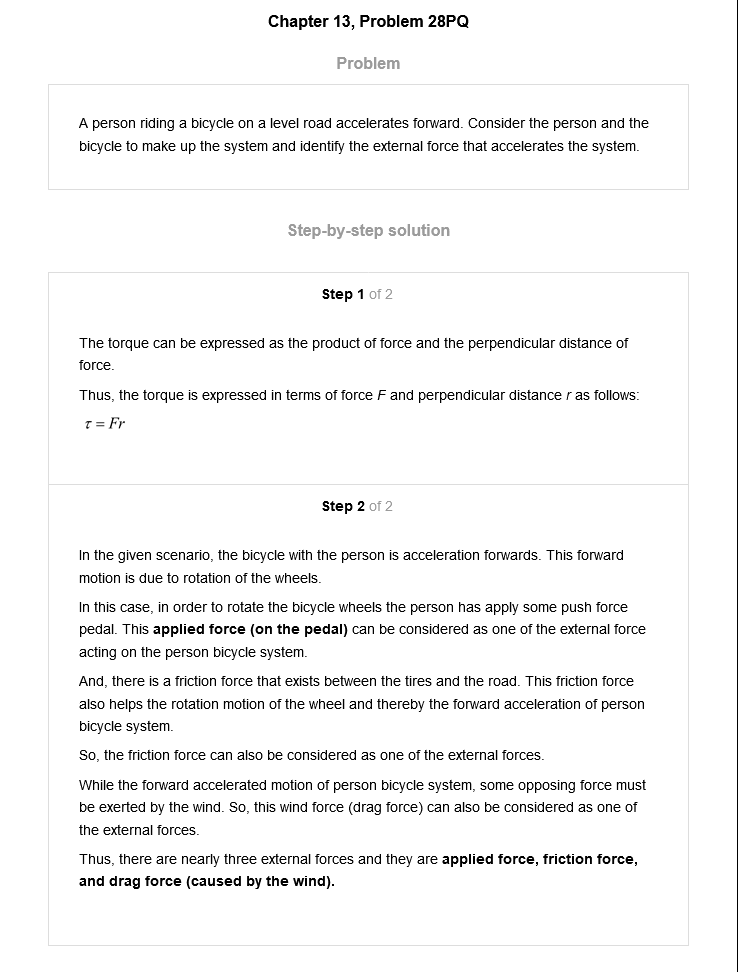 Chapter 13, Problem 28PQ
Problem
A person riding a bicycle on a level road accelerates forward. Consider the person and the
bicycle to make up the system and identify the external force that accelerates the system.
Step-by-step solution
Step 1 of 2
The torque can be expressed as the product of force and the perpendicular distance of
force.
Thus, the torque is expressed in terms of force F and perpendicular distance r as follows:
τ = Fr
Step 2 of 2
In the given scenario, the bicycle with the person is acceleration forwards. This forward
motion is due to rotation of the wheels.
In this case, in order to rotate the bicycle wheels the person has apply some push force
pedal. This applied force (on the pedal) can be considered as one of the external force
acting on the person bicycle system.
And, there is a friction force that exists between the tires and the road. This friction force
also helps the rotation motion of the wheel and thereby the forward acceleration of person
bicycle system.
So, the friction force can also be considered as one of the external forces.
While the forward accelerated motion of person bicycle system, some opposing force must
be exerted by the wind. So, this wind force (drag force) can also be considered as one of
the external forces.
Thus, there are nearly three external forces and they are applied force, friction force,
and drag force (caused by the wind).